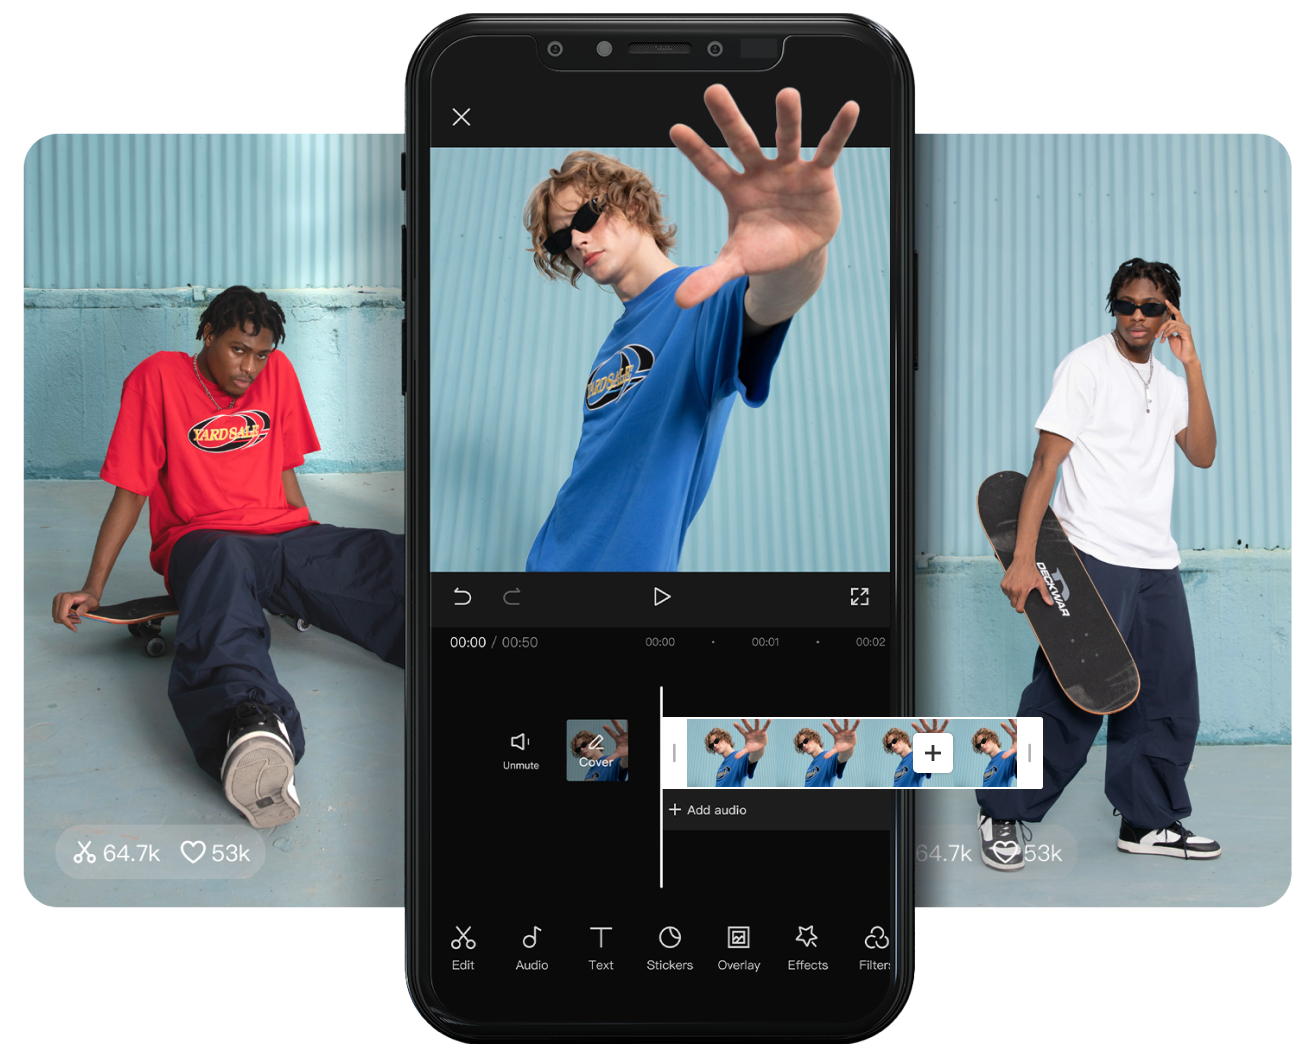 YARDSALE
YARDSALE
DECKWAR
00:00 / 00:50
00:00
00:01
00:02
Unmute
Cover
Add audio
64.7k
53k
64.7k
53k
Edit
Audio
Text
Stickers
Overlay
Effects
Filters